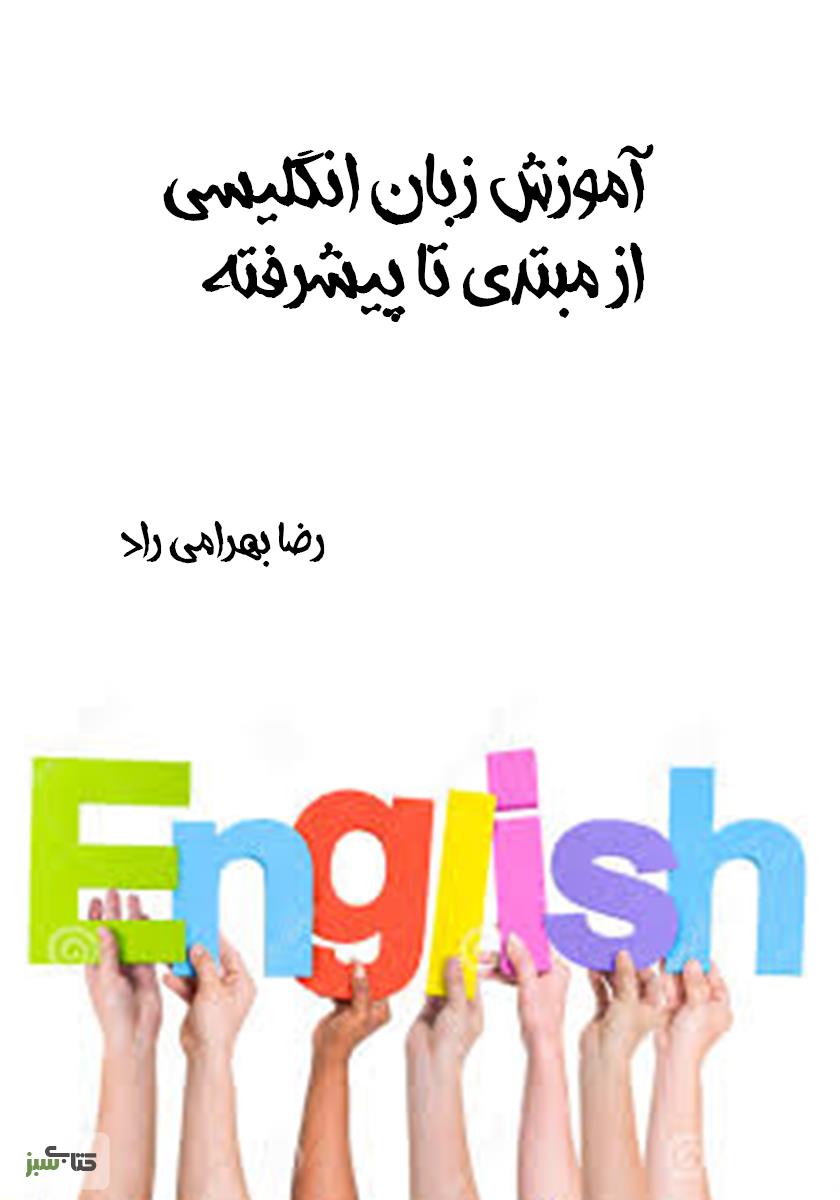 آموزش زبان انگلیسی
از مبتدی تا پیشرفته
رضا بهرامی راد
English
کتاب سبز